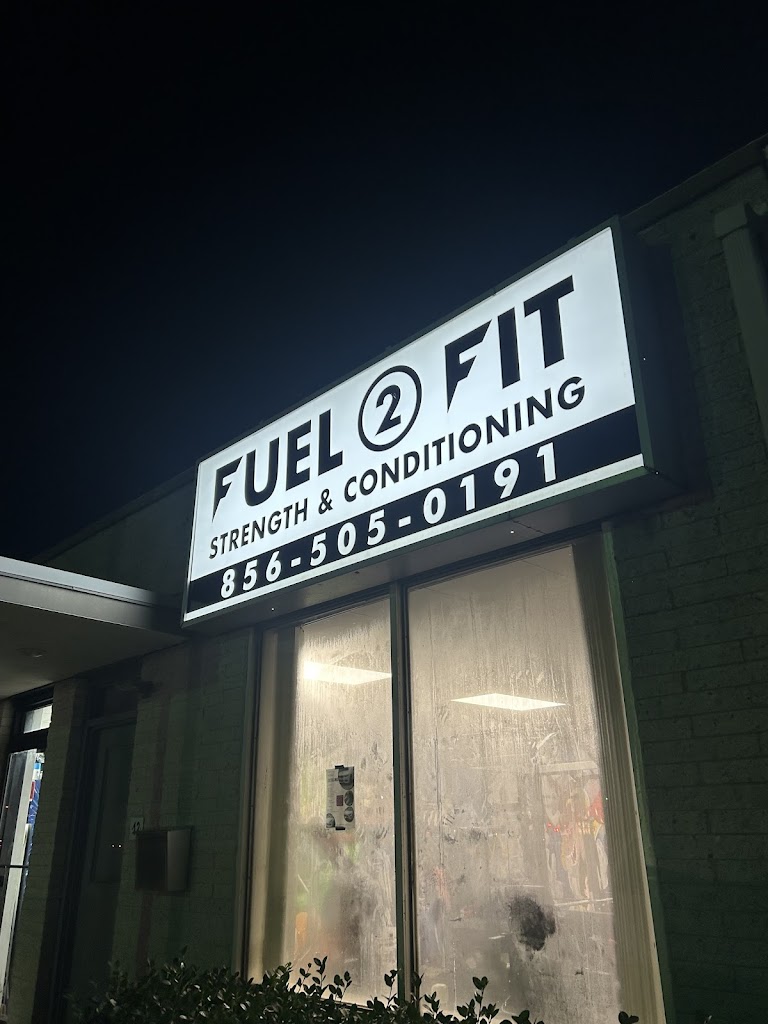 FUEL 2 FIT
STRENGTH & CONDITIONING
856-505-0191